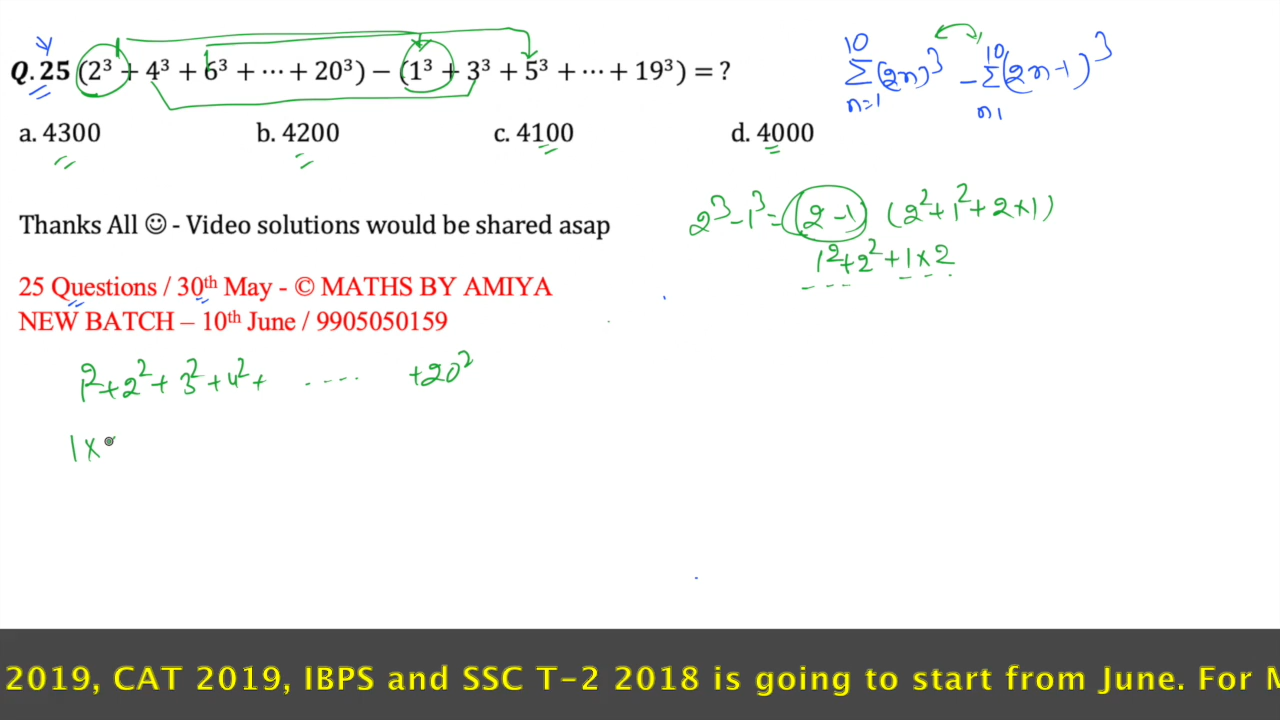 Q.25 (2³ + 4³ + 6³ + ⋯ + 20³) − (1³ + 3³ + 5³ + ⋯ + 19³) = ?
a. 4300 b. 4200 c. 4100 d. 4000
10 10
Σ (2n)³ − Σ (2n-1)³
n=1 n1
2³-1³ = (2-1) (2²+1²+2×1)
1²+2²+1×2
Thanks All ☺ - Video solutions would be shared asap
25 Questions / 30th May - © MATHS BY AMIYA
NEW BATCH – 10th June / 9905050159
1²+2²+3²+4²+ ..... +20²
1×
2019, CAT 2019, IBPS and SSC T-2 2018 is going to start from June. For